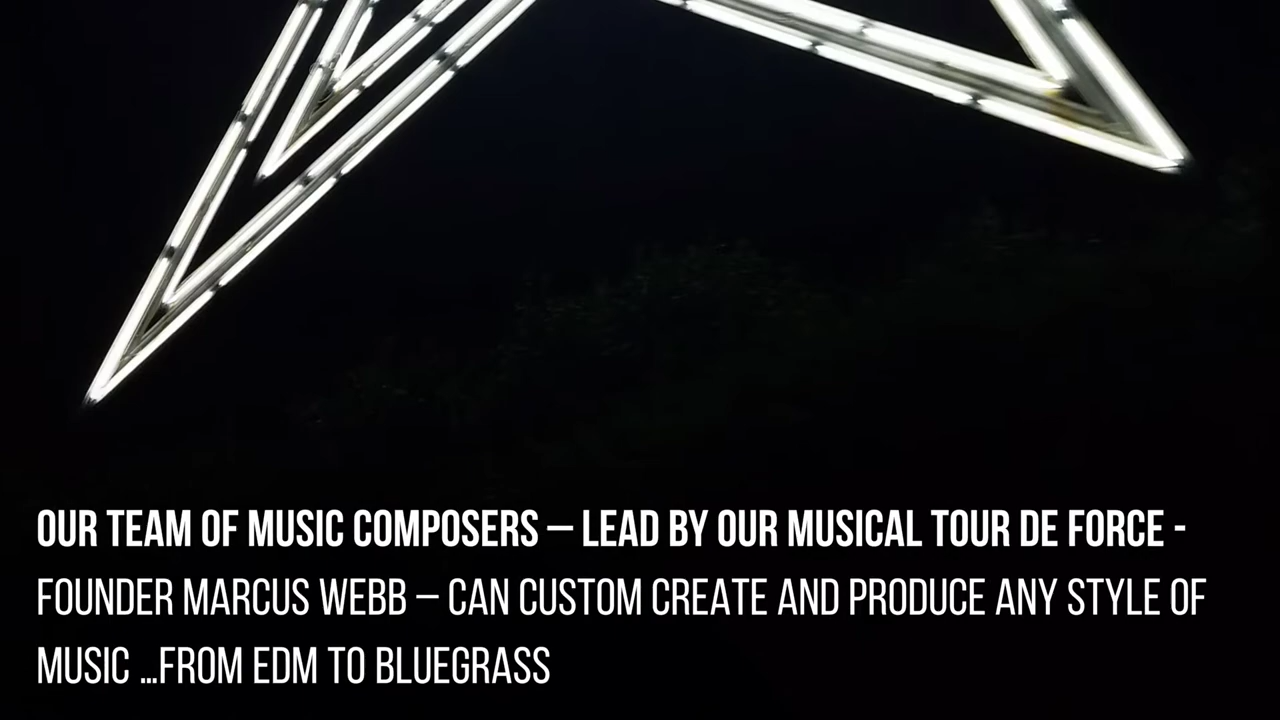 OUR TEAM OF MUSIC COMPOSERS – LEAD BY OUR MUSICAL TOUR DE FORCE -
FOUNDER MARCUS WEBB – CAN CUSTOM CREATE AND PRODUCE ANY STYLE OF
MUSIC ...FROM EDM TO BLUEGRASS